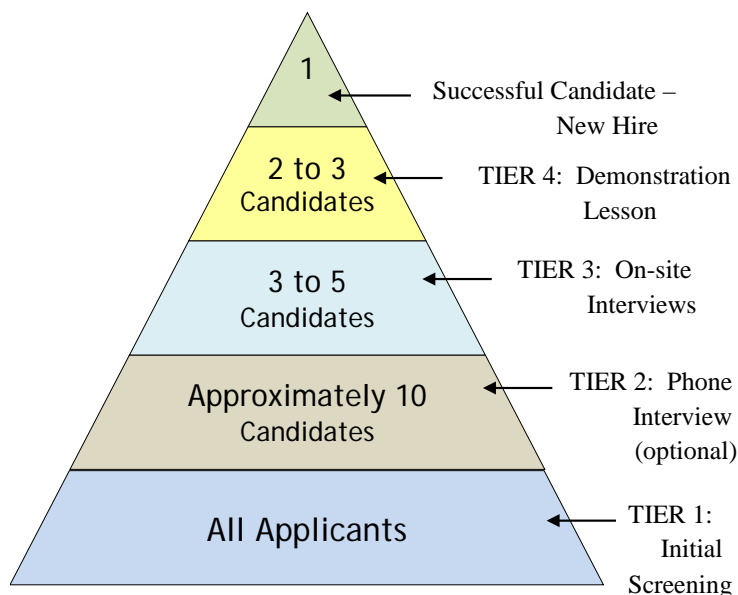 1
Successful Candidate –
New Hire
2 to 3
Candidates
TIER 4:  Demonstration
Lesson
3 to 5
Candidates
TIER 3:  On-site
Interviews
Approximately 10
Candidates
TIER 2:  Phone
Interview
(optional)
All Applicants
TIER 1:
Initial
Screening